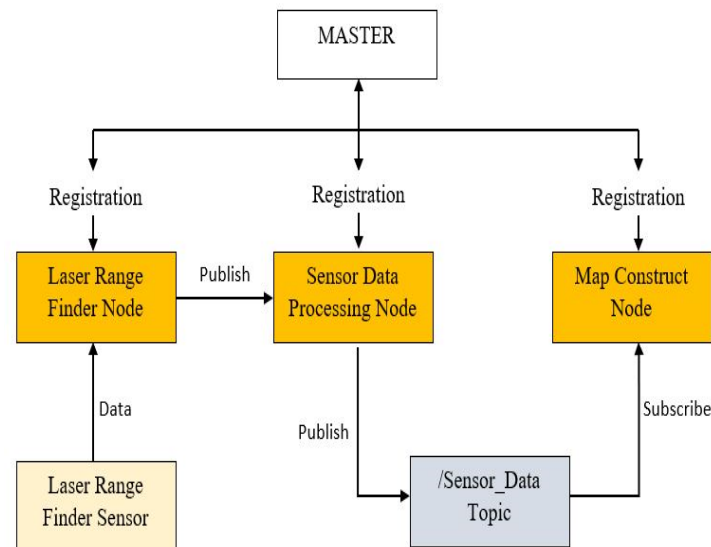 MASTER
Registration
Registration
Registration
Laser Range
Finder Node
Publish
Sensor Data
Processing Node
Map Construct
Node
Data
Publish
Subscribe
Laser Range
Finder Sensor
/Sensor_Data
Topic